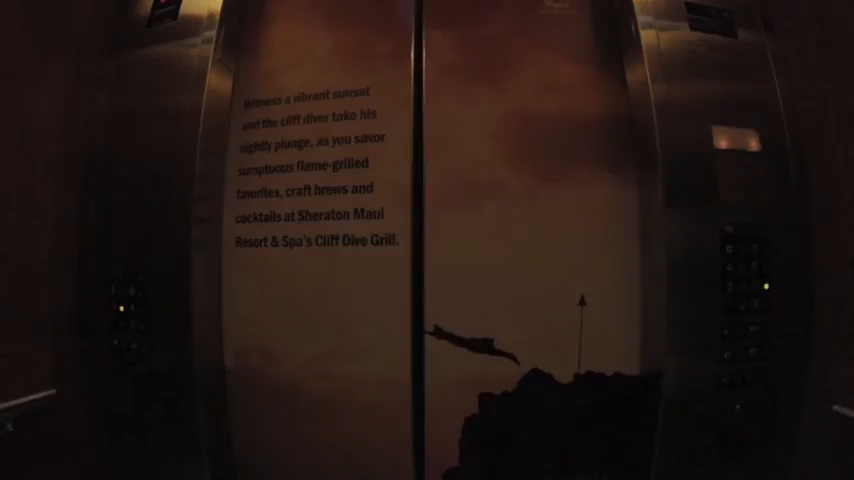 Witness a vibrant sunset
and the cliff diver take his
nightly plunge, as you savor
sumptuous flame-grilled
favorites, craft brews and
cocktails at Sheraton Maui
Resort & Spa's Cliff Dive Grill.